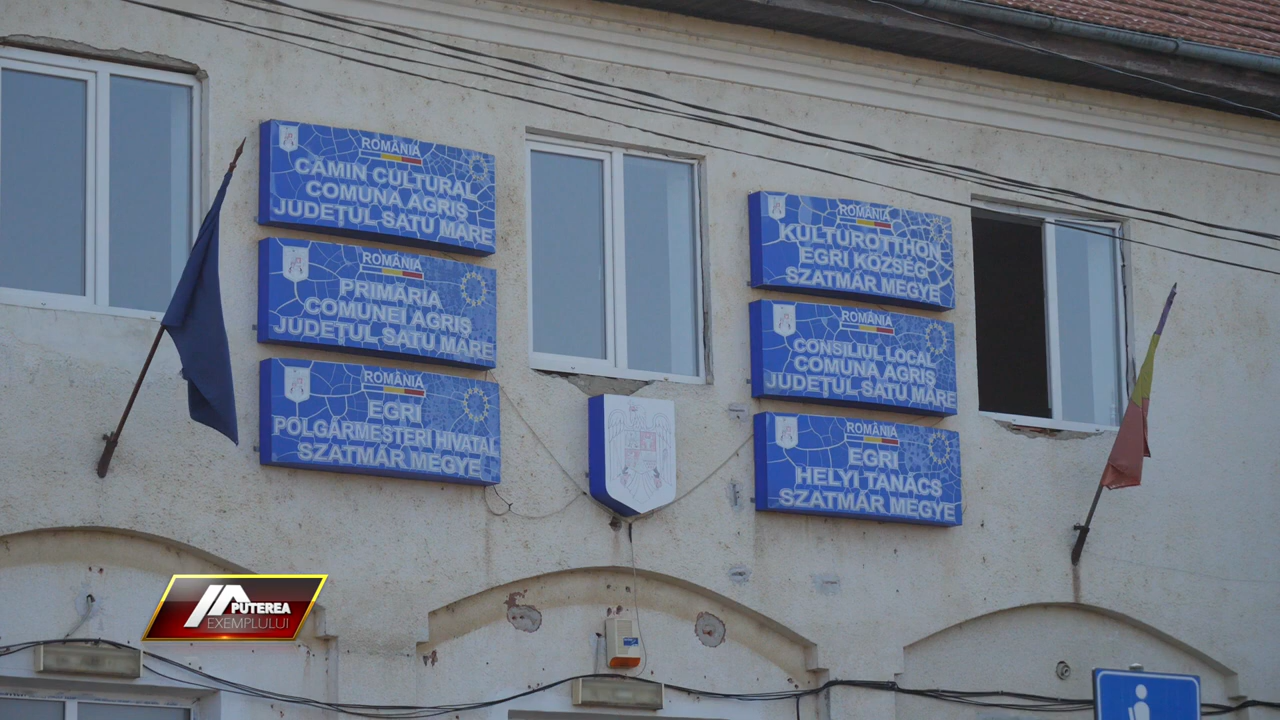 ROMÂNIA
CĂMIN CULTURAL
COMUNA AGRIȘ
JUDEȚUL SATU MARE
ROMÂNIA
PRIMĂRIA
COMUNEI AGRIȘ
JUDEȚUL SATU MARE
ROMÂNIA
EGRI
POLGÁRMESTERI HIVATAL
SZATMÁR MEGYE
ROMÂNIA
KULTÚROTTHON
EGRI KÖZSÉG
SZATMÁR MEGYE
ROMÂNIA
CONSILIUL LOCAL
COMUNA AGRIȘ
JUDEȚUL SATU MARE
ROMÂNIA
EGRI
HELYI TANÁCS
SZATMÁR MEGYE
PUTEREA
EXEMPLULUI